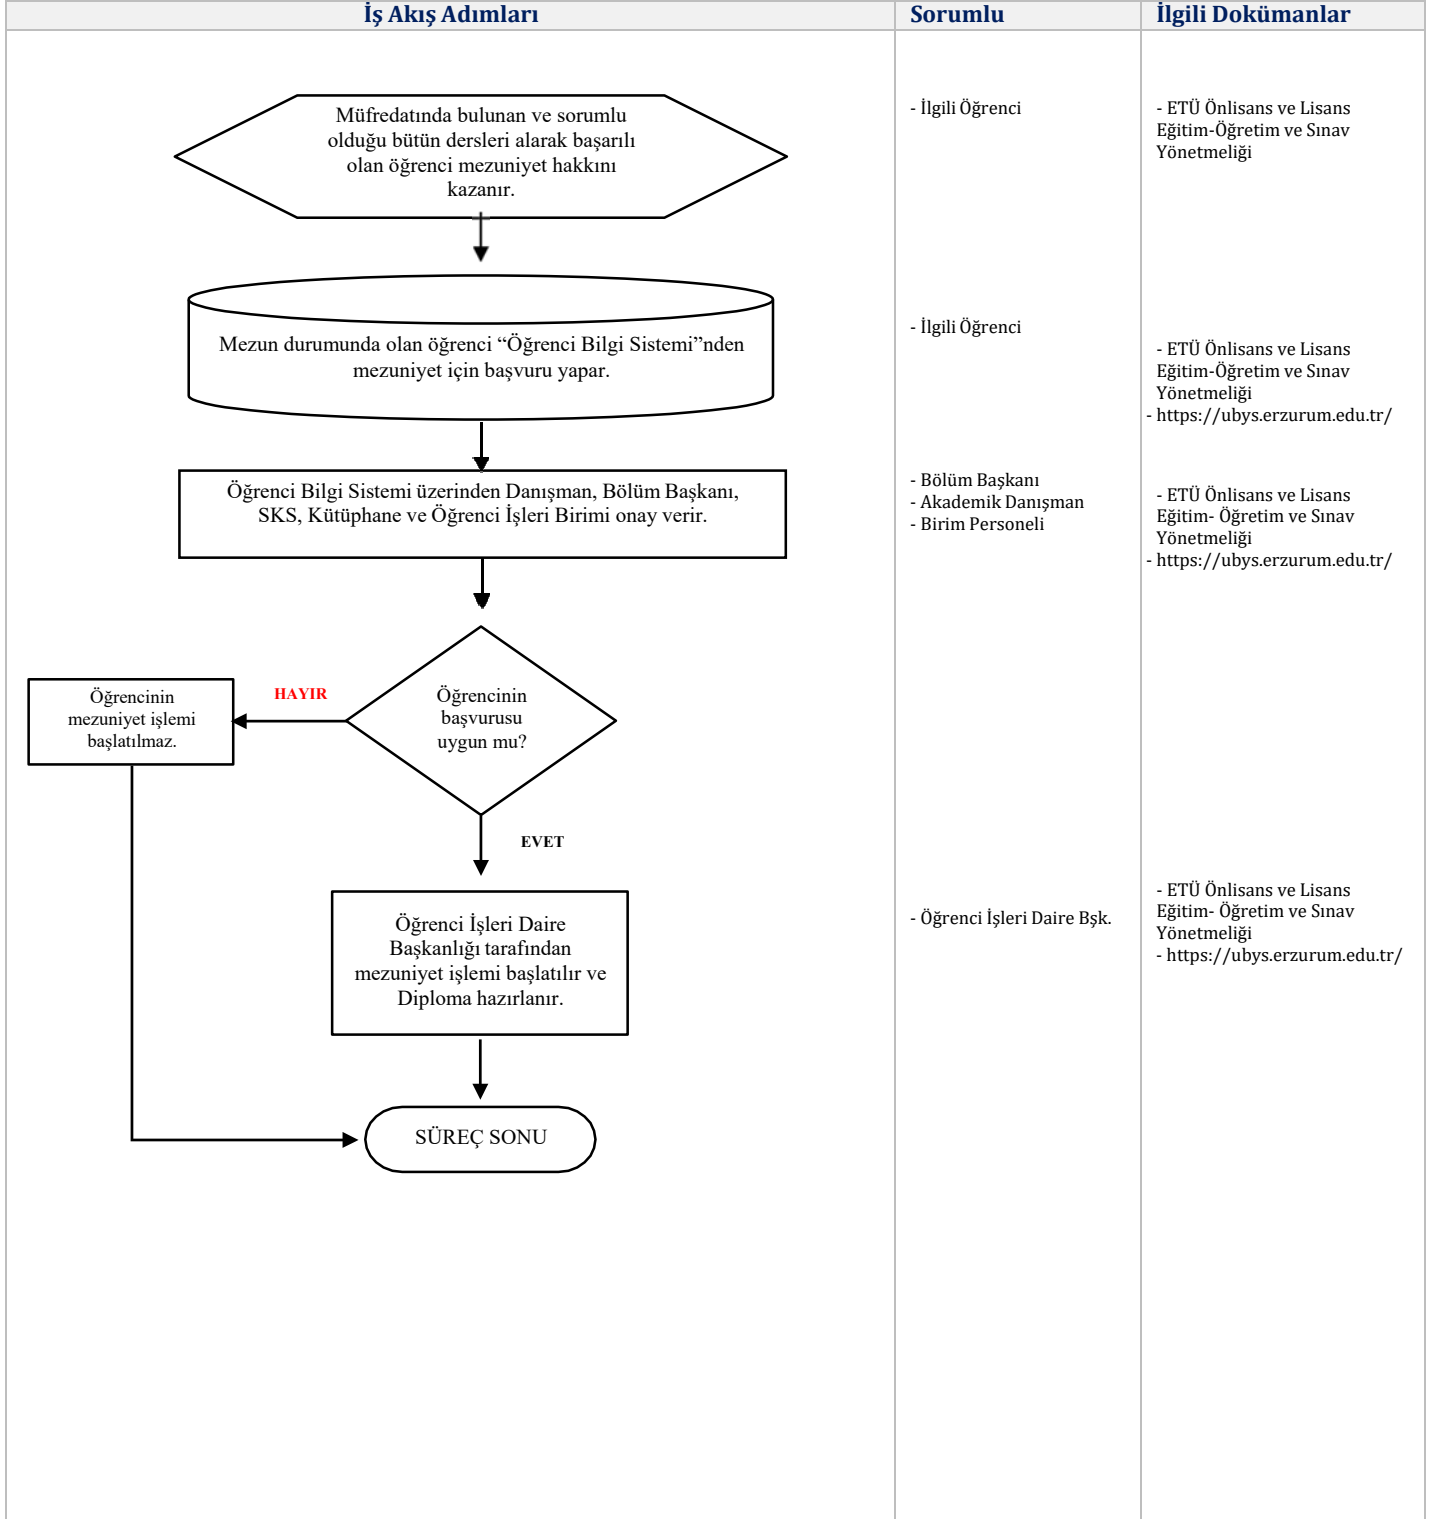 İş Akış Adımları
Sorumlu
İlgili Dokümanlar
Müfredatında bulunan ve sorumlu
olduğu bütün dersleri alarak başarılı
olan öğrenci mezuniyet hakkını
kazanır.
- İlgili Öğrenci
- ETÜ Önlisans ve Lisans
Eğitim-Öğretim ve Sınav
Yönetmeliği
Mezun durumunda olan öğrenci “Öğrenci Bilgi Sistemi”nden
mezuniyet için başvuru yapar.
- İlgili Öğrenci
- ETÜ Önlisans ve Lisans
Eğitim-Öğretim ve Sınav
Yönetmeliği
- https://ubys.erzurum.edu.tr/
Öğrenci Bilgi Sistemi üzerinden Danışman, Bölüm Başkanı,
SKS, Kütüphane ve Öğrenci İşleri Birimi onay verir.
- Bölüm Başkanı
- Akademik Danışman
- Birim Personeli
- ETÜ Önlisans ve Lisans
Eğitim- Öğretim ve Sınav
Yönetmeliği
- https://ubys.erzurum.edu.tr/
Öğrencinin
başvurusu
uygun mu?
HAYIR
Öğrencinin
mezuniyet işlemi
başlatılmaz.
EVET
Öğrenci İşleri Daire
Başkanlığı tarafından
mezuniyet işlemi başlatılır ve
Diploma hazırlanır.
- Öğrenci İşleri Daire Bşk.
- ETÜ Önlisans ve Lisans
Eğitim- Öğretim ve Sınav
Yönetmeliği
- https://ubys.erzurum.edu.tr/
SÜREÇ SONU